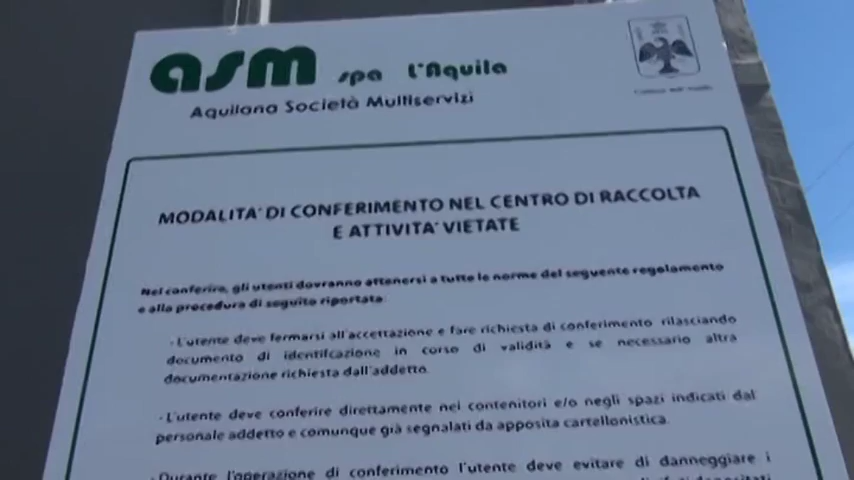 asm spa L'Aquila
Aquilana Società Multiservizi
MODALITA' DI CONFERIMENTO NEL CENTRO DI RACCOLTA
E ATTIVITA' VIETATE
Nel conferire, gli utenti dovranno attenersi a tutte le norme del seguente regolamento
e alla procedura di seguito riportata
- L'utente deve fermarsi all'accettazione e fare richiesta di conferimento rilasciando
documento di identifcazione in corso di validità e se necessario altra
documentazione richiesta dall'addetto.
- L'utente deve conferire direttamente nei contenitori e/o negli spazi indicati dal
personale addetto e comunque già segnalati da apposita cartellonistica.
- Durante l'operazione di conferimento l'utente deve evitare di danneggiare i